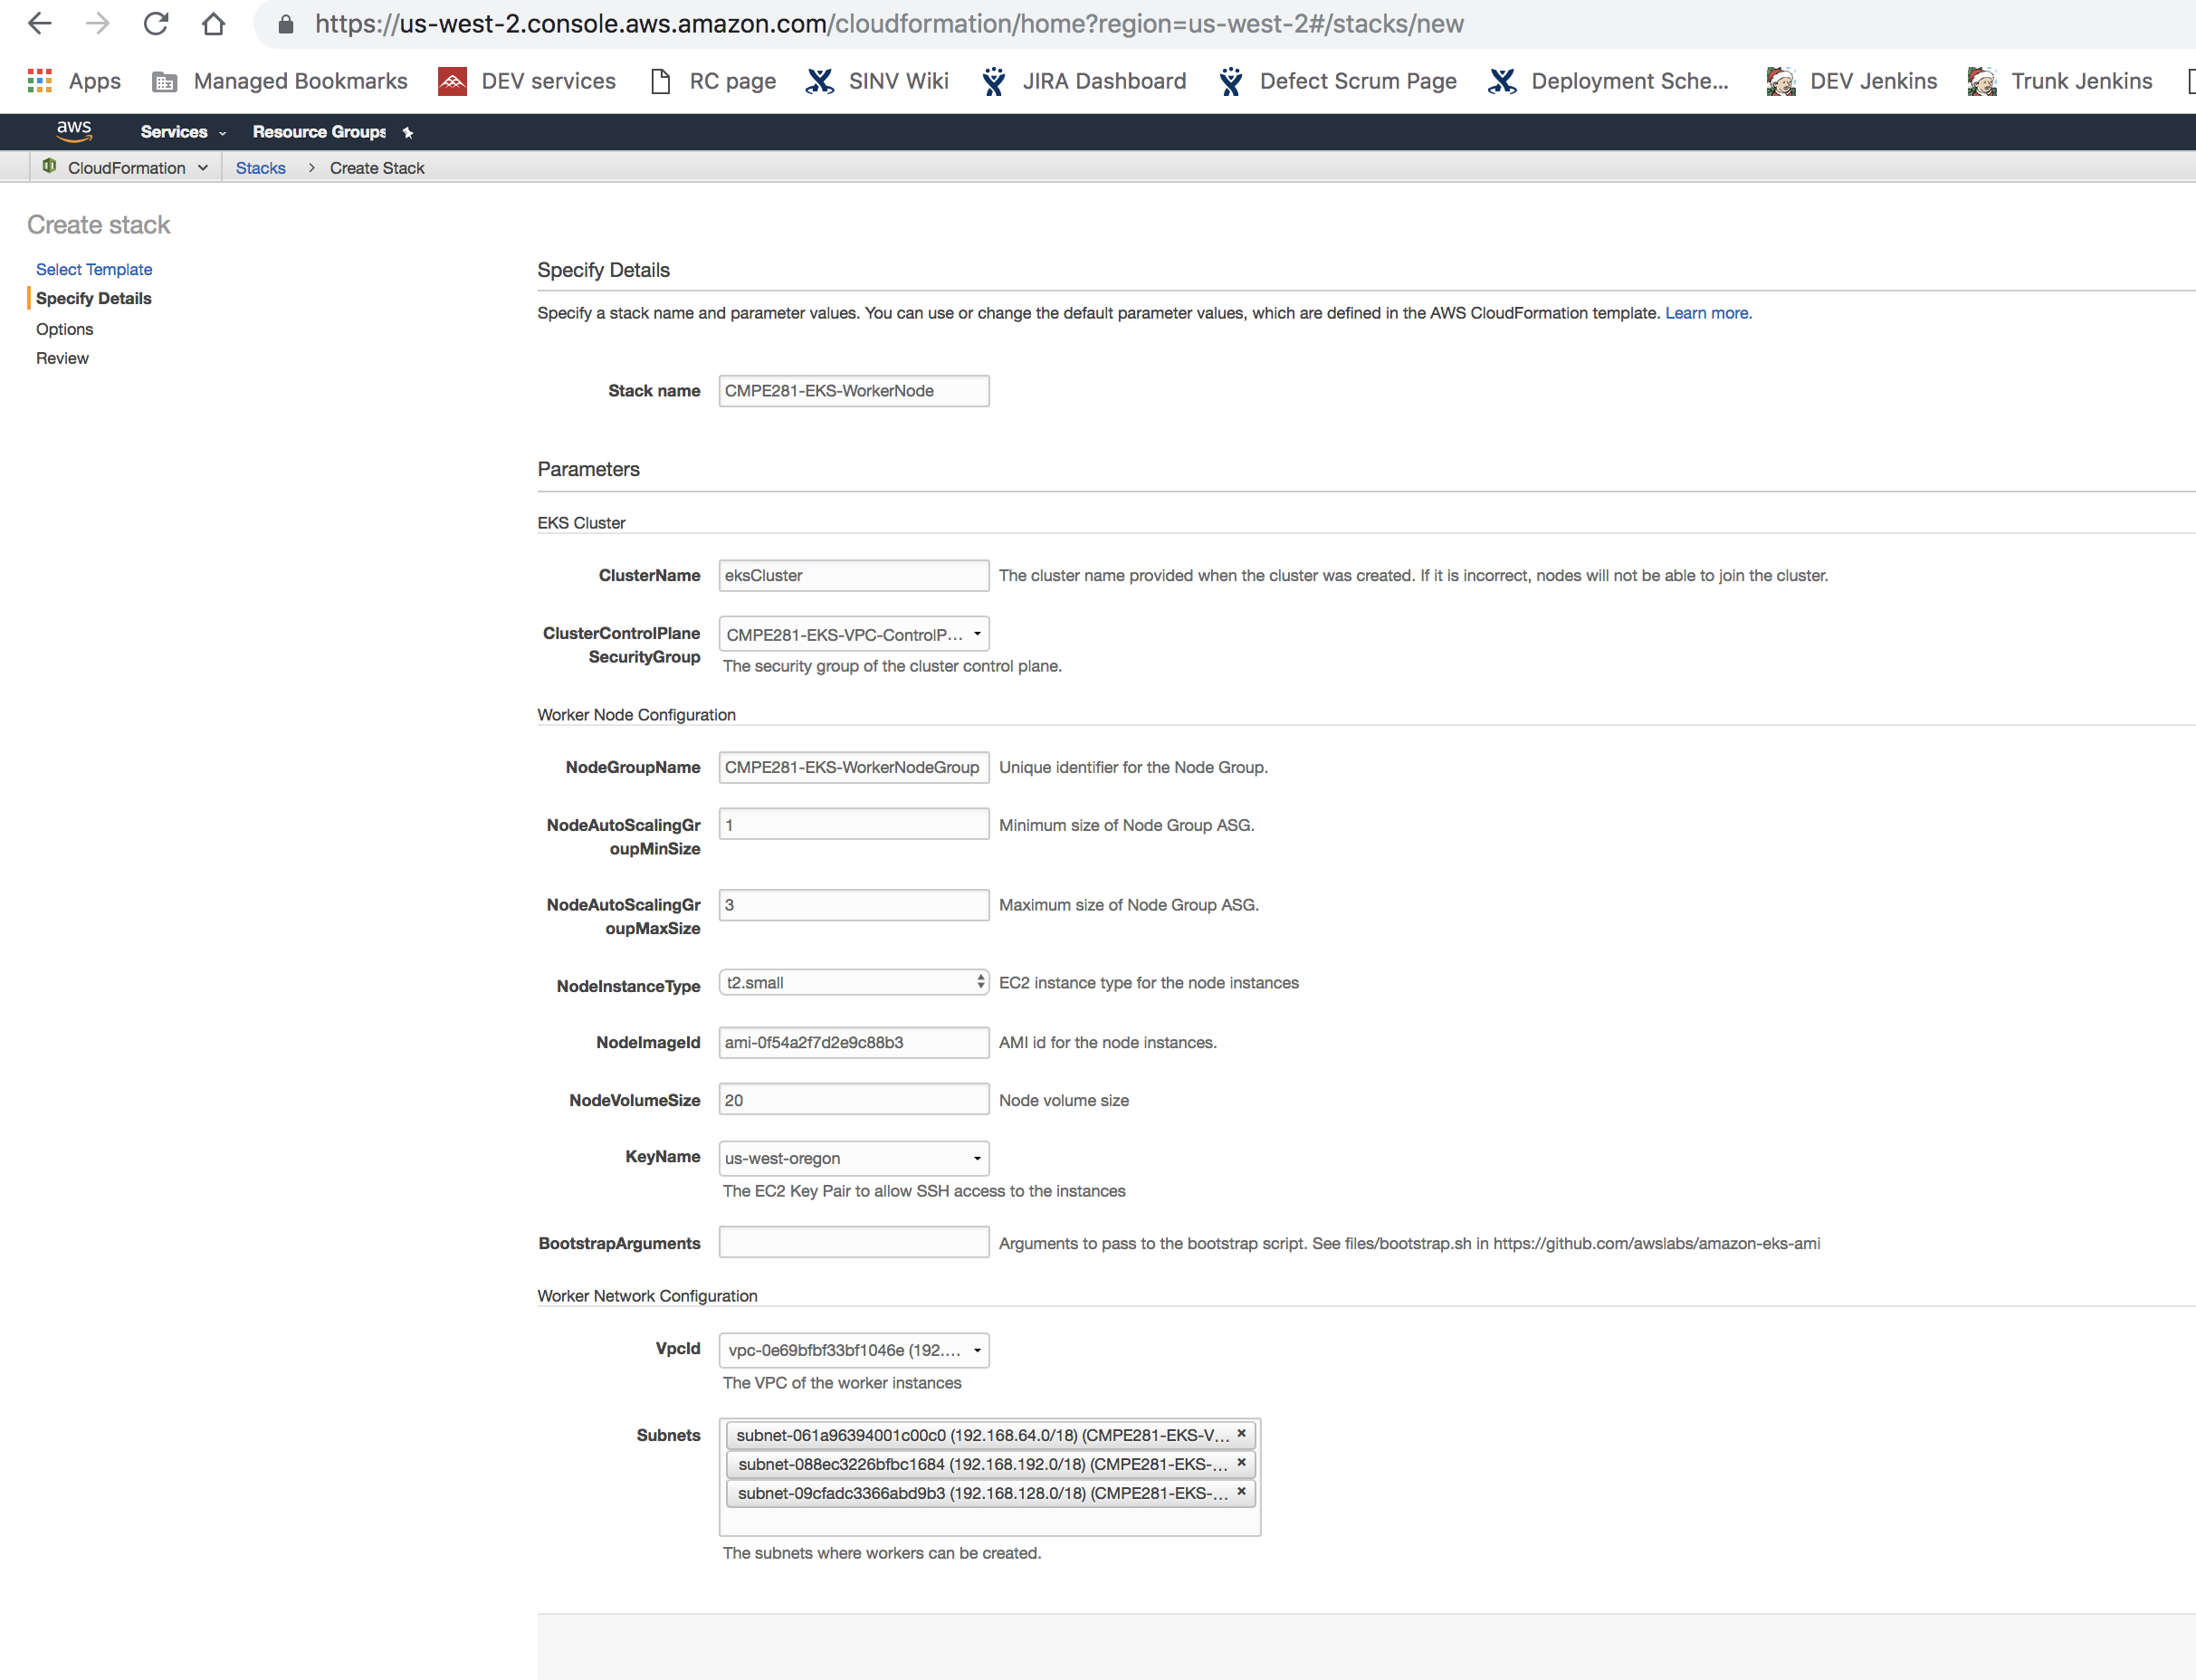 https://us-west-2.console.aws.amazon.com/cloudformation/home?region=us-west-2#/stacks/new
Apps Managed Bookmarks DEV services RC page SINV Wiki JIRA Dashboard Defect Scrum Page Deployment Sche... DEV Jenkins Trunk Jenkins
aws Services Resource Groups
CloudFormation Stacks > Create Stack
Create stack
Select Template
Specify Details
Options
Review
Specify Details
Specify a stack name and parameter values. You can use or change the default parameter values, which are defined in the AWS CloudFormation template. Learn more.
Stack name CMPE281-EKS-WorkerNode
Parameters
EKS Cluster
ClusterName eksCluster The cluster name provided when the cluster was created. If it is incorrect, nodes will not be able to join the cluster.
ClusterControlPlane CMPE281-EKS-VPC-ControlP...
SecurityGroup
The security group of the cluster control plane.
Worker Node Configuration
NodeGroupName CMPE281-EKS-WorkerNodeGroup Unique identifier for the Node Group.
NodeAutoScalingGr 1 Minimum size of Node Group ASG.
oupMinSize
NodeAutoScalingGr 3 Maximum size of Node Group ASG.
oupMaxSize
NodeInstanceType t2.small EC2 instance type for the node instances
NodeImageId ami-0f54a2f7d2e9c88b3 AMI id for the node instances.
NodeVolumeSize 20 Node volume size
KeyName us-west-oregon
The EC2 Key Pair to allow SSH access to the instances
BootstrapArguments Arguments to pass to the bootstrap script. See files/bootstrap.sh in https://github.com/awslabs/amazon-eks-ami
Worker Network Configuration
VpcId vpc-0e69bfbf33bf1046e (192....
The VPC of the worker instances
Subnets subnet-061a96394001c00c0 (192.168.64.0/18) (CMPE281-EKS-V... ×
subnet-088ec3226bfbc1684 (192.168.192.0/18) (CMPE281-EKS-... ×
subnet-09cfadc3366abd9b3 (192.168.128.0/18) (CMPE281-EKS-... ×
The subnets where workers can be created.